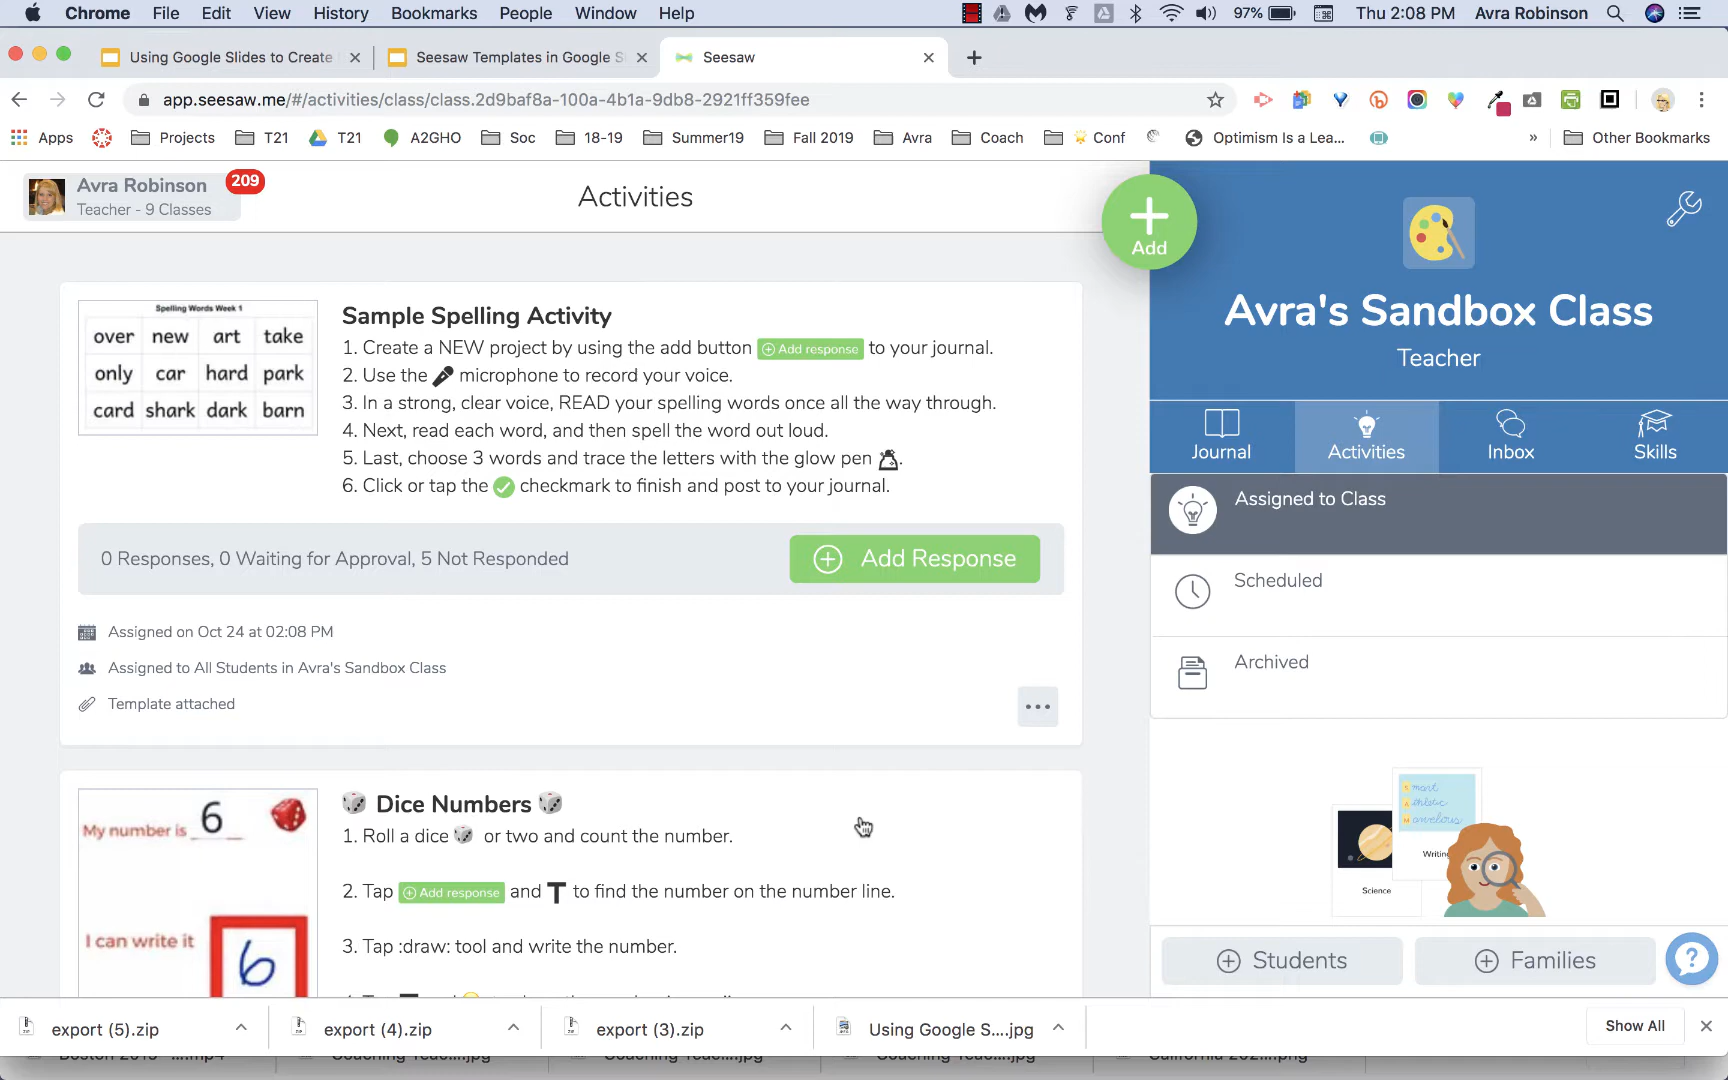 Chrome File Edit View History Bookmarks People Window Help 97% Thu 2:08 PM Avra Robinson
Using Google Slides to Create Seesaw Templates in Google S Seesaw
app.seesaw.me/#/activities/class/class.2d9baf8a-100a-4b1a-9db8-2921ff359fee
Apps Projects T21 T21 A2GHO Soc 18-19 Summer19 Fall 2019 Avra Coach Conf Optimism Is a Lea... » Other Bookmarks
Avra Robinson 209
Teacher - 9 Classes
Activities
Add
Avra's Sandbox Class
Teacher
Journal Activities Inbox Skills
Assigned to Class
Scheduled
Archived
Spelling Words Week 1
over new art take
only car hard park
card shark dark barn
Sample Spelling Activity
1. Create a NEW project by using the add button Add response to your journal.
2. Use the microphone to record your voice.
3. In a strong, clear voice, READ your spelling words once all the way through.
4. Next, read each word, and then spell the word out loud.
5. Last, choose 3 words and trace the letters with the glow pen .
6. Click or tap the checkmark to finish and post to your journal.
0 Responses, 0 Waiting for Approval, 5 Not Responded
Add Response
Assigned on Oct 24 at 02:08 PM
Assigned to All Students in Avra's Sandbox Class
Template attached
My number is 6
I can write it 6
Dice Numbers
1. Roll a dice or two and count the number.
2. Tap Add response and T to find the number on the number line.
3. Tap :draw: tool and write the number.
Science
Students Families
export (5).zip export (4).zip export (3).zip Using Google S....jpg Show All